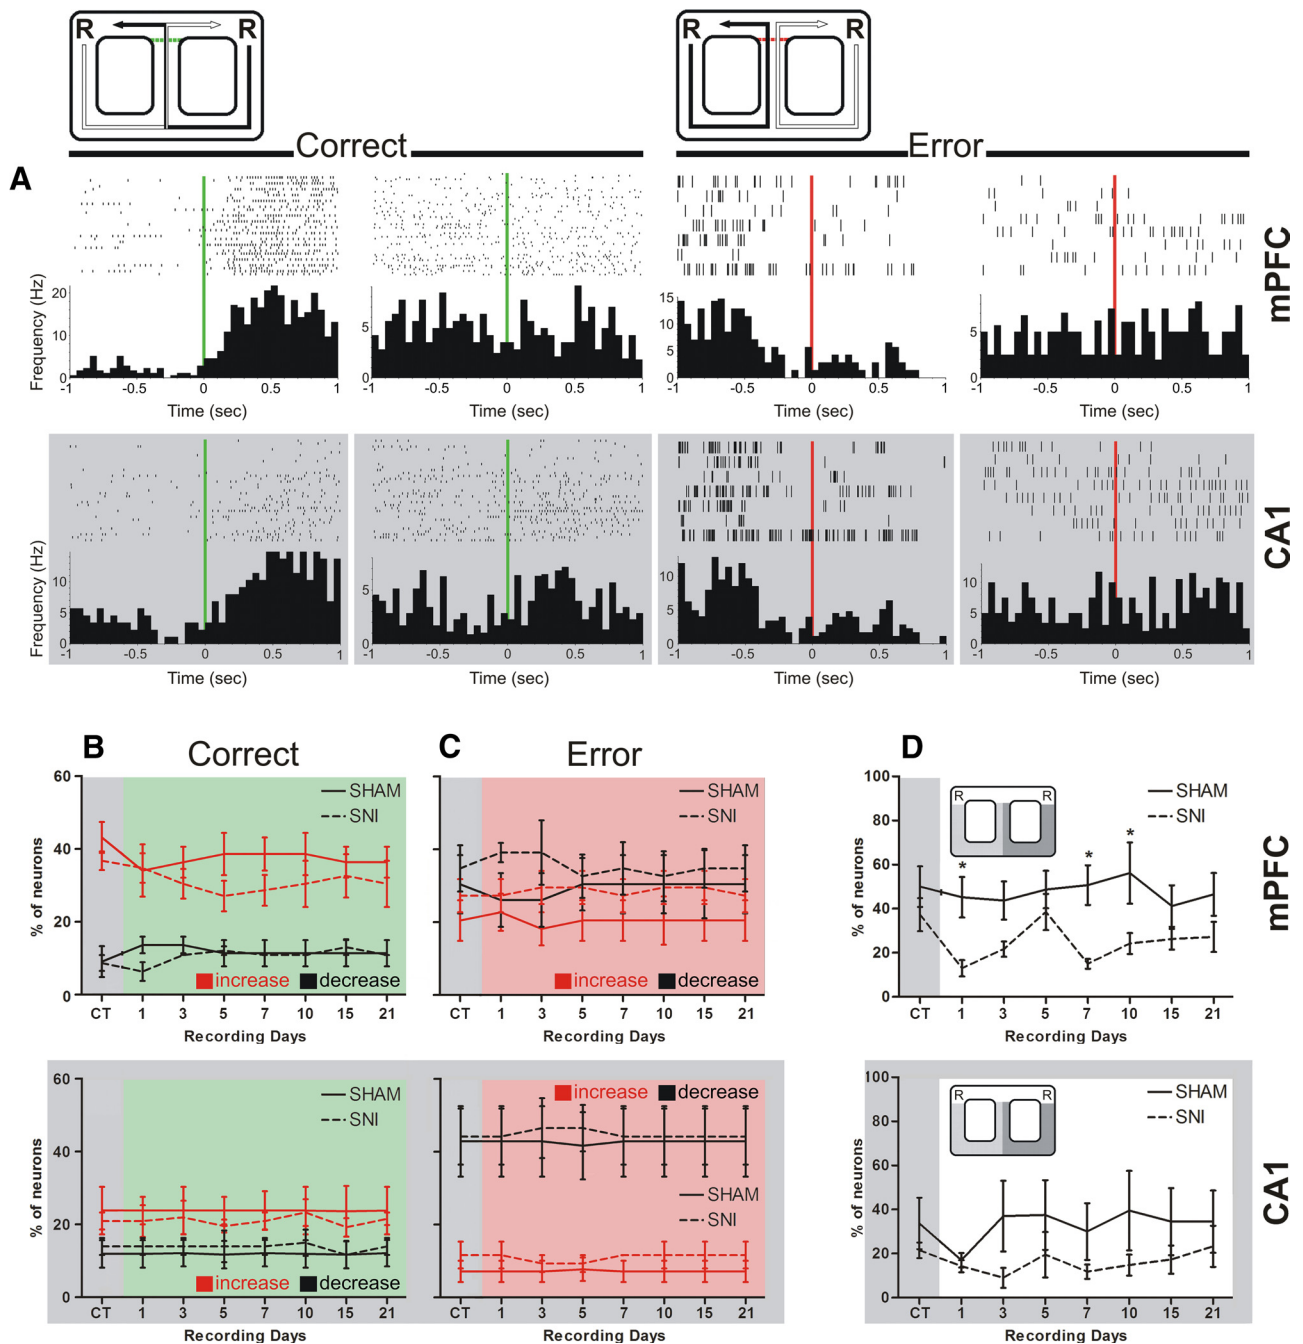 R R R R
Correct Error
A
mPFC
Frequency (Hz)
20
10
0
5
0
15
10
5
0
5
0
-1 -0.5 0 0.5 1 -0.5 0 0.5 1 -1 -0.5 0 0.5 1 -1 -0.5 0 0.5 1
Time (sec) Time (sec) Time (sec) Time (sec)
CA1
Frequency (Hz)
10
5
0
5
0
10
5
0
10
5
0
-1 -0.5 0 0.5 1 -0.5 0 0.5 1 -1 -0.5 0 0.5 1 -1 -0.5 0 0.5 1
Time (sec) Time (sec) Time (sec) Time (sec)
B Correct
% of neurons
60
40
20
0
SHAM
SNI
increase decrease
CT 1 3 5 7 10 15 21
Recording Days
C Error
SHAM
SNI
increase decrease
CT 1 3 5 7 10 15 21
Recording Days
D
mPFC
% of neurons
100
80
60
40
20
0
R R
SHAM
SNI
* * *
CT 1 3 5 7 10 15 21
Recording Days
% of neurons
60
40
20
0
SHAM
SNI
increase decrease
CT 1 3 5 7 10 15 21
Recording Days
increase decrease
SHAM
SNI
CT 1 3 5 7 10 15 21
Recording Days
CA1
% of neurons
100
80
60
40
20
0
R R
SHAM
SNI
CT 1 3 5 7 10 15 21
Recording Days